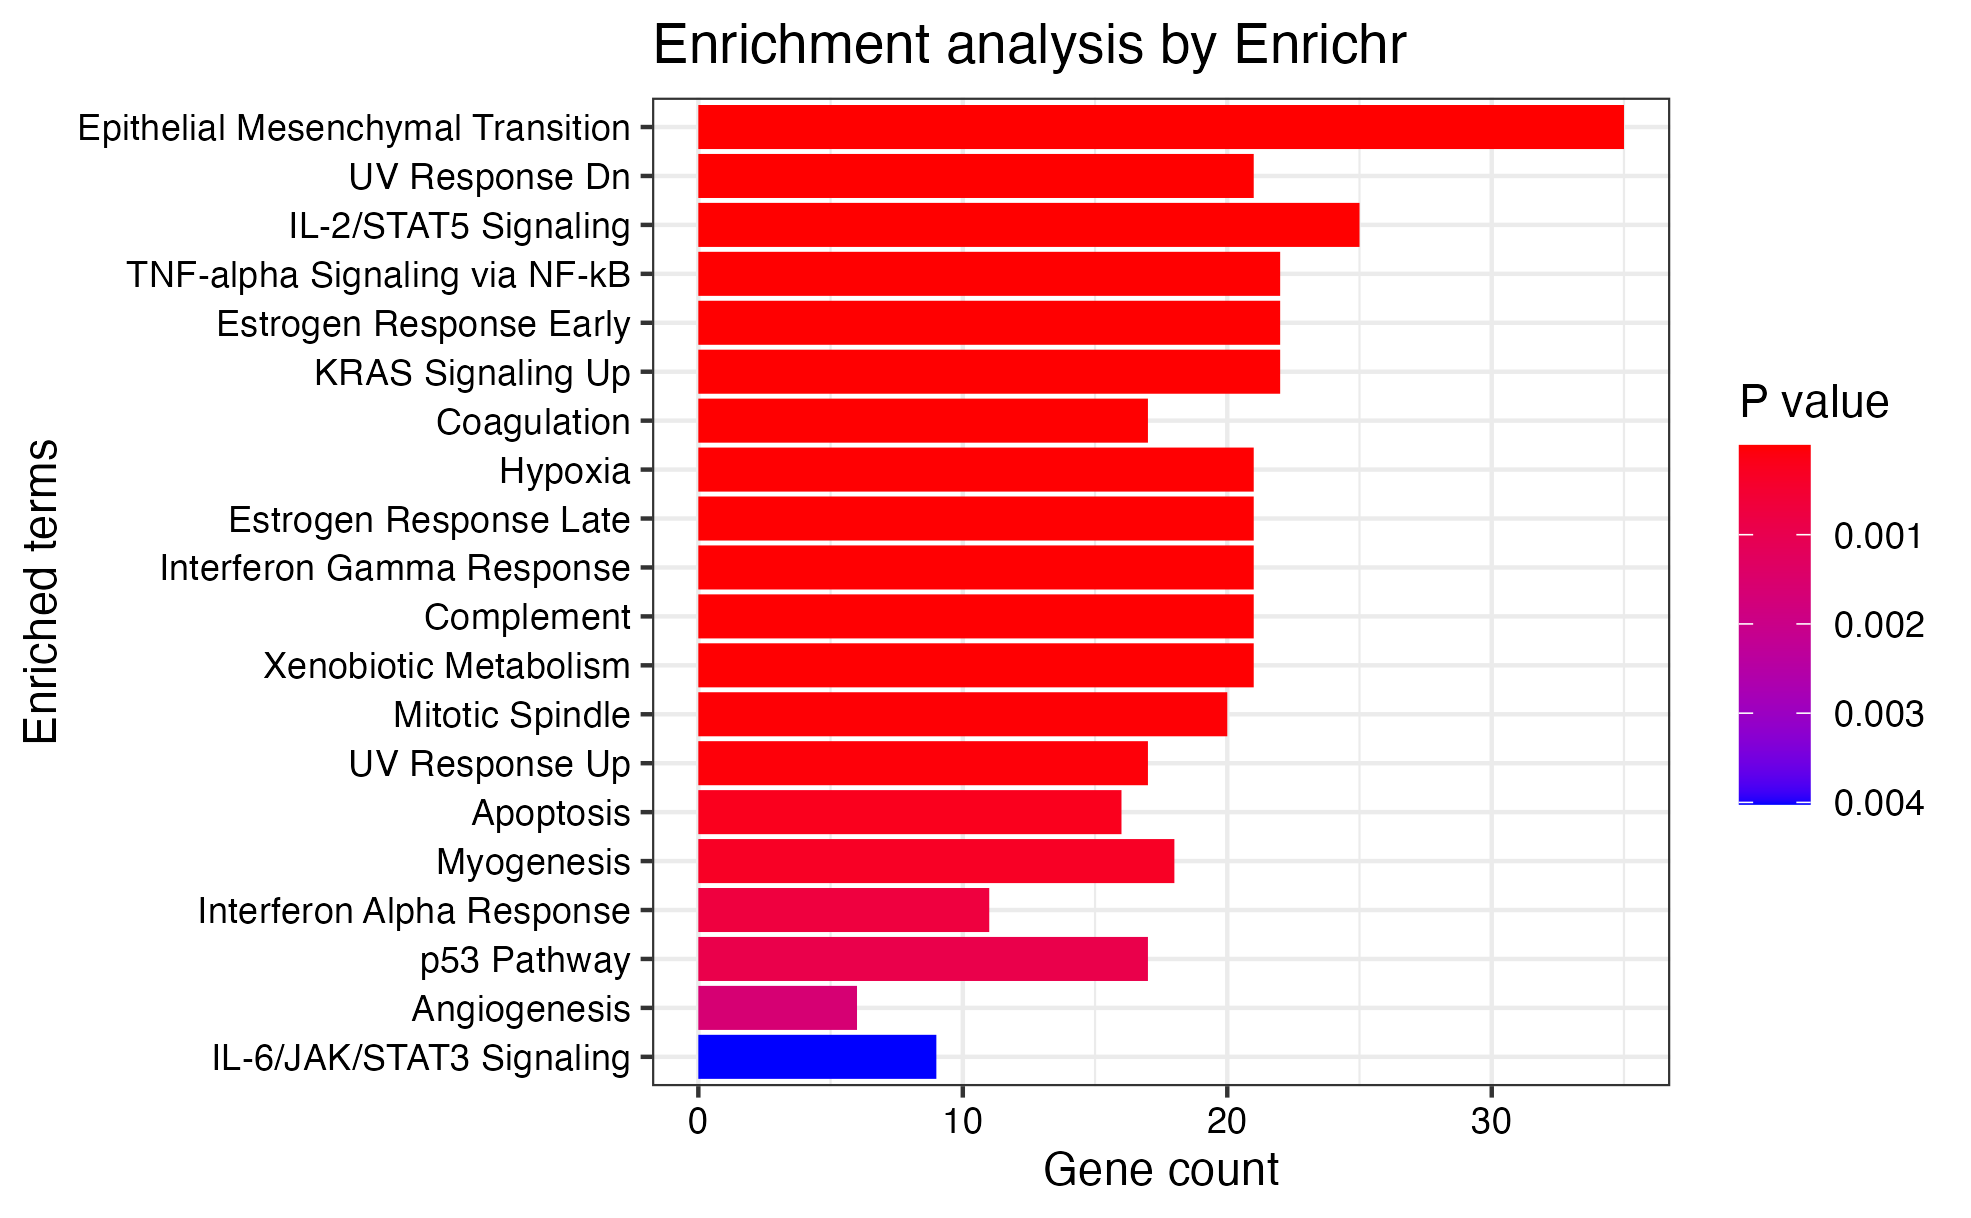 Enrichment analysis by Enrichr
Enriched terms
Epithelial Mesenchymal Transition
UV Response Dn
IL-2/STAT5 Signaling
TNF-alpha Signaling via NF-kB
Estrogen Response Early
KRAS Signaling Up
Coagulation
Hypoxia
Estrogen Response Late
Interferon Gamma Response
Complement
Xenobiotic Metabolism
Mitotic Spindle
UV Response Up
Apoptosis
Myogenesis
Interferon Alpha Response
p53 Pathway
Angiogenesis
IL-6/JAK/STAT3 Signaling
0 10 20 30
Gene count
P value
0.001
0.002
0.003
0.004